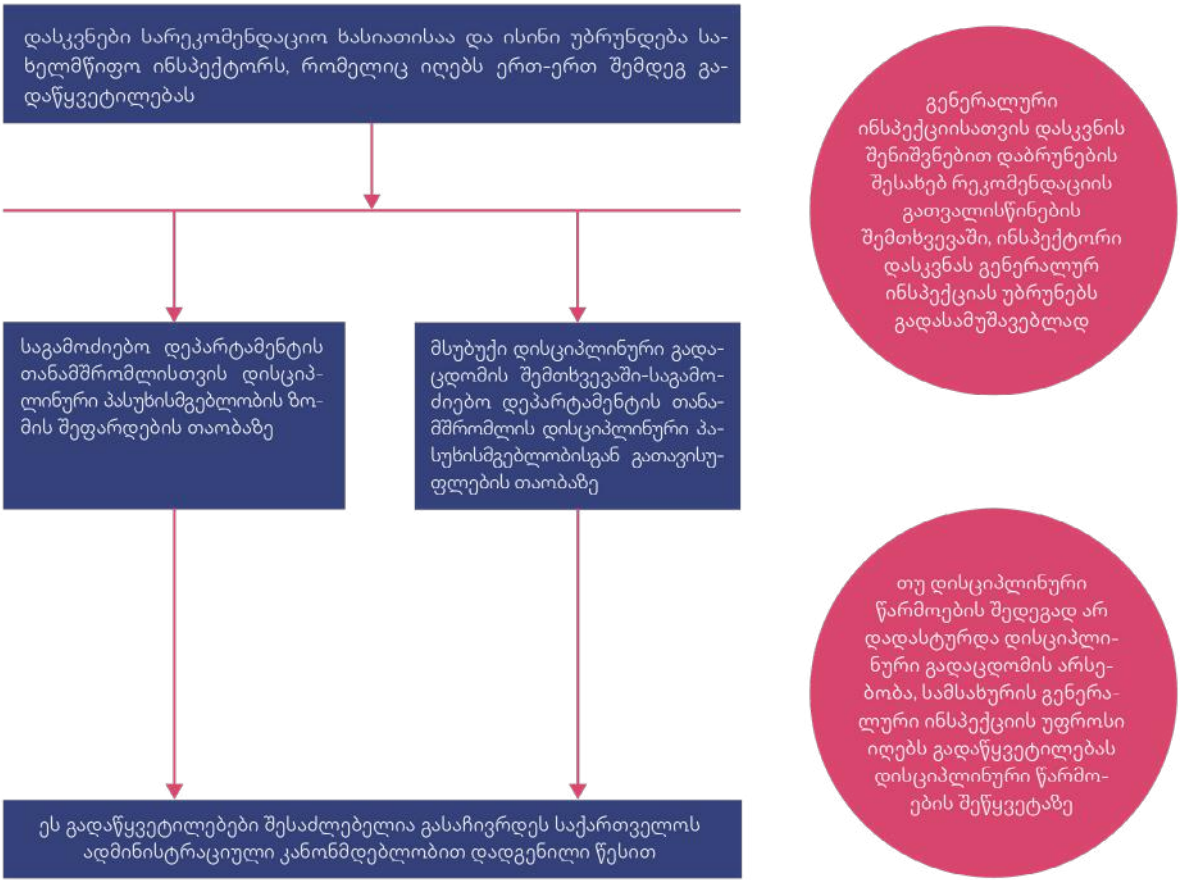 დასკვნები სარეკომენდაციო ხასიათისაა და ისინი უბრუნდება სა-
ხელმწიფო ინსპექტორს, რომელიც იღებს ერთ-ერთ შემდეგ გა-
დაწყვეტილებას
გენერალური
ინსპექციისათვის დასკვნის
შენიშვნებით დაბრუნების
შესახებ რეკომენდაციის
გათვალისწინების
შემთხვევაში, ინსპექტორი
დასკვნას გენერალურ
ინსპექციას უბრუნებს
გადასამუშავებლად
საგამოძიებო დეპარტამენტის
თანამშრომლისთვის დისციპ-
ლინური პასუხისმგებლობის ზო-
მის შეფარდების თაობაზე
მსუბუქი დისციპლინური გადა-
ცდომის შემთხვევაში-საგამო-
ძიებო დეპარტამენტის თანა-
მშრომლის დისციპლინური პა-
სუხისმგებლობისგან გათავისუ-
ფლების თაობაზე
თუ დისციპლინური
წარმოების შედეგად არ
დადასტურდა დისციპლი-
ნური გადაცდომის არსე-
ბობა, სამსახურის გენერა-
ლური ინსპექციის უფროსი
იღებს გადაწყვეტილებას
დისციპლინური წარმო-
ების შეწყვეტაზე
ეს გადაწყვეტილებები შესაძლებელია გასაჩივრდეს საქართველოს
ადმინისტრაციული კანონმდებლობით დადგენილი წესით